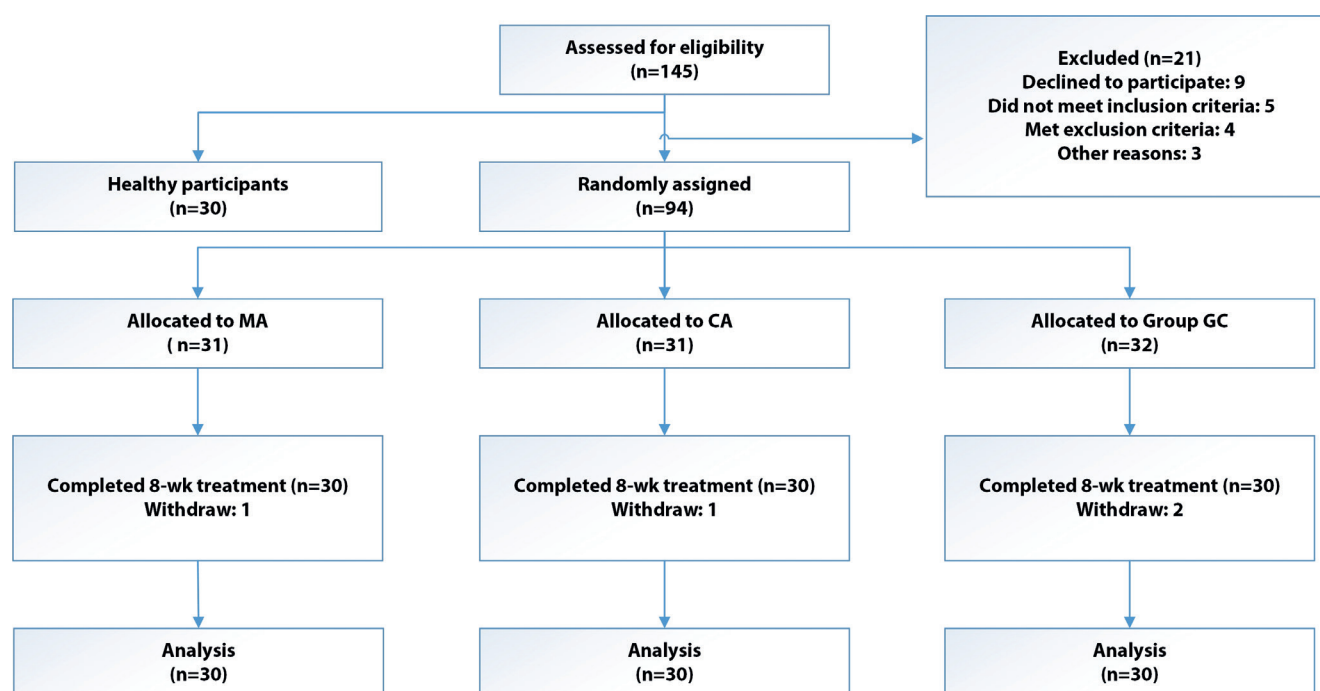 Assessed for eligibility
(n=145)
Excluded (n=21)
Declined to participate: 9
Did not meet inclusion criteria: 5
Met exclusion criteria: 4
Other reasons: 3
Healthy participants
(n=30)
Randomly assigned
(n=94)
Allocated to MA
( n=31)
Allocated to CA
(n=31)
Allocated to Group GC
(n=32)
Completed 8-wk treatment (n=30)
Withdraw: 1
Completed 8-wk treatment (n=30)
Withdraw: 1
Completed 8-wk treatment (n=30)
Withdraw: 2
Analysis
(n=30)
Analysis
(n=30)
Analysis
(n=30)